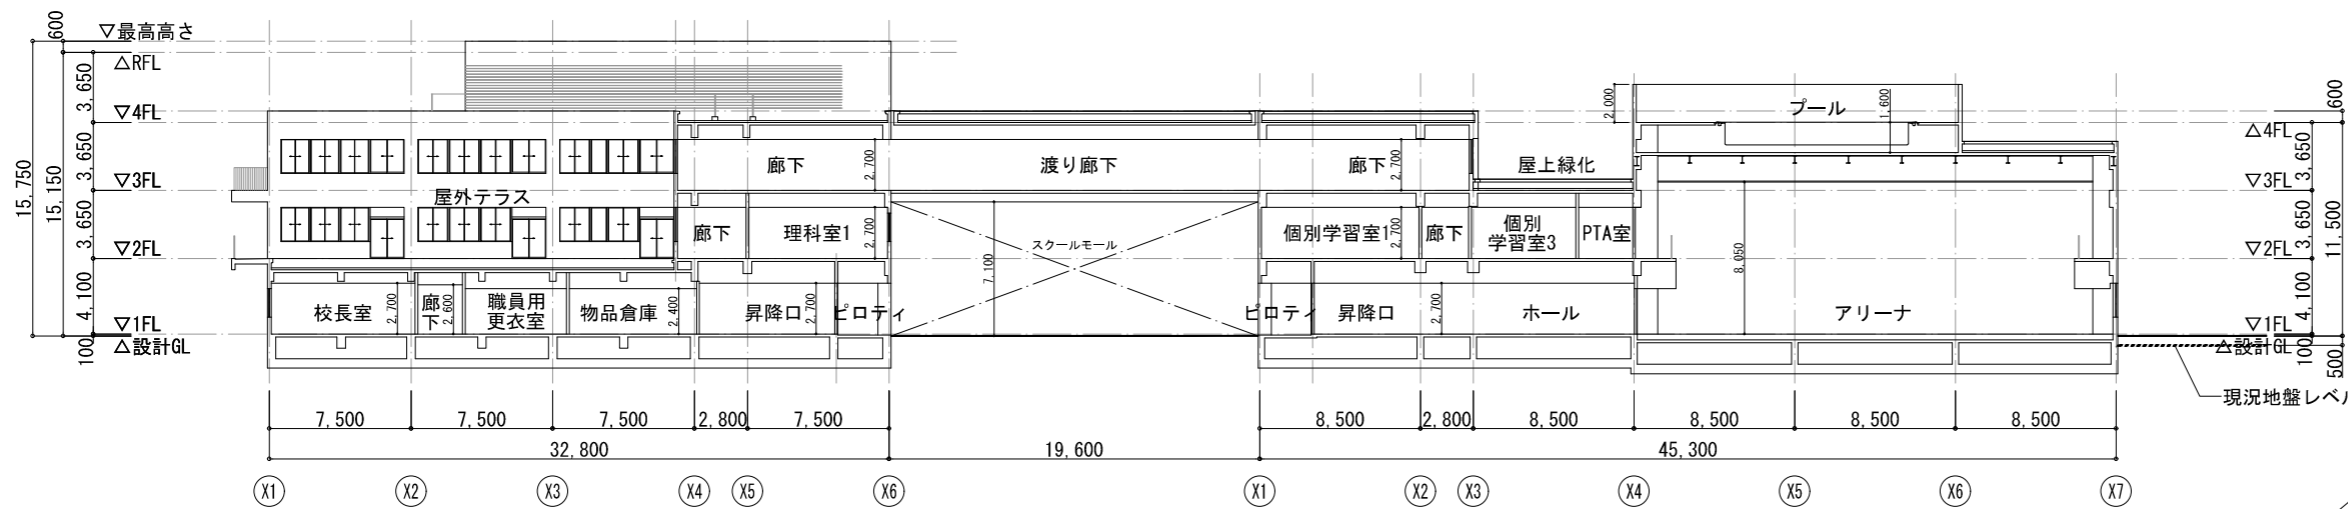 600
▽最高高さ
△RFL
3,650
▽4FL
3,650
▽3FL
3,650
▽2FL
4,100
▽1FL
100
△設計GL
15,750
15,150
廊下
2,700
渡り廊下
廊下
2,700
屋上緑化
プール
2,000
1,600
屋外テラス
廊下
理科室1
2,700
スクールモール
7,100
個別学習室1
2,700
廊下
個別
学習室3
PTA室
8,050
校長室
2,700
廊下
2,600
職員用
更衣室
物品倉庫
2,400
昇降口
2,700
ピロティ
ピロティ
昇降口
2,700
ホール
アリーナ
600
△4FL
3,650
▽3FL
3,650
▽2FL
4,100
▽1FL
△設計GL
100
11,500
500
現況地盤レベル
7,500
7,500
7,500
2,800
7,500
8,500
2,800
8,500
8,500
8,500
8,500
32,800
19,600
45,300
X1
X2
X3
X4
X5
X6
X1
X2
X3
X4
X5
X6
X7